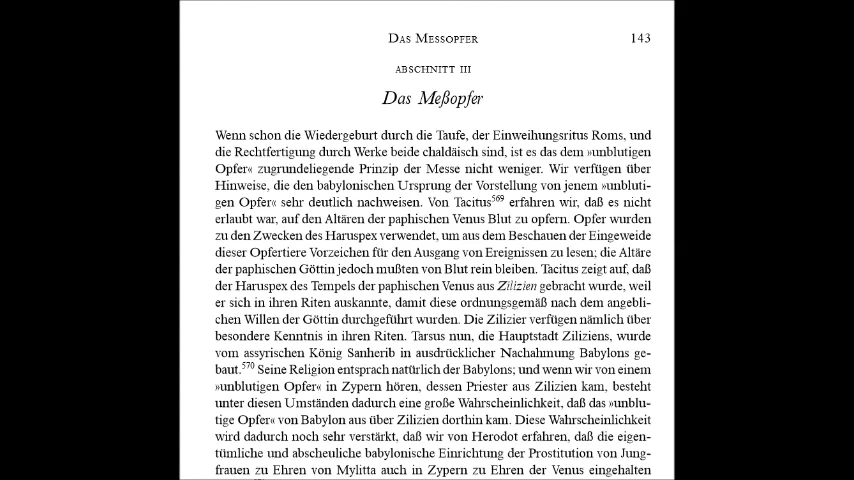 DAS MESSOPFER 143
ABSCHNITT III
Das Meßopfer
Wenn schon die Wiedergeburt durch die Taufe, der Einweihungsritus Roms, und
die Rechtfertigung durch Werke beide chaldäisch sind, ist es das dem »unblutigen
Opfer« zugrundeliegende Prinzip der Messe nicht weniger. Wir verfügen über
Hinweise, die den babylonischen Ursprung der Vorstellung von jenem »unbluti-
gen Opfer« sehr deutlich nachweisen. Von Tacitus569 erfahren wir, daß es nicht
erlaubt war, auf den Altären der paphischen Venus Blut zu opfern. Opfer wurden
zu den Zwecken des Haruspex verwendet, um aus dem Beschauen der Eingeweide
dieser Opfertiere Vorzeichen für den Ausgang von Ereignissen zu lesen; die Altäre
der paphischen Göttin jedoch mußten von Blut rein bleiben. Tacitus zeigt auf, daß
der Haruspex des Tempels der paphischen Venus aus Zilizien gebracht wurde, weil
er sich in ihren Riten auskannte, damit diese ordnungsgemäß nach dem angebli-
chen Willen der Göttin durchgeführt wurden. Die Zilizier verfügen nämlich über
besondere Kenntnis in ihren Riten. Tarsus nun, die Hauptstadt Ziliziens, wurde
vom assyrischen König Sanherib in ausdrücklicher Nachahmung Babylons ge-
baut.570 Seine Religion entsprach natürlich der Babylons; und wenn wir von einem
»unblutigen Opfer« in Zypern hören, dessen Priester aus Zilizien kam, besteht
unter diesen Umständen dadurch eine große Wahrscheinlichkeit, daß das »unblu-
tige Opfer« von Babylon aus über Zilizien dorthin kam. Diese Wahrscheinlichkeit
wird dadurch noch sehr verstärkt, daß wir von Herodot erfahren, daß die eigen-
tümliche und abscheuliche babylonische Einrichtung der Prostitution von Jung-
frauen zu Ehren von Mylitta auch in Zypern zu Ehren der Venus eingehalten